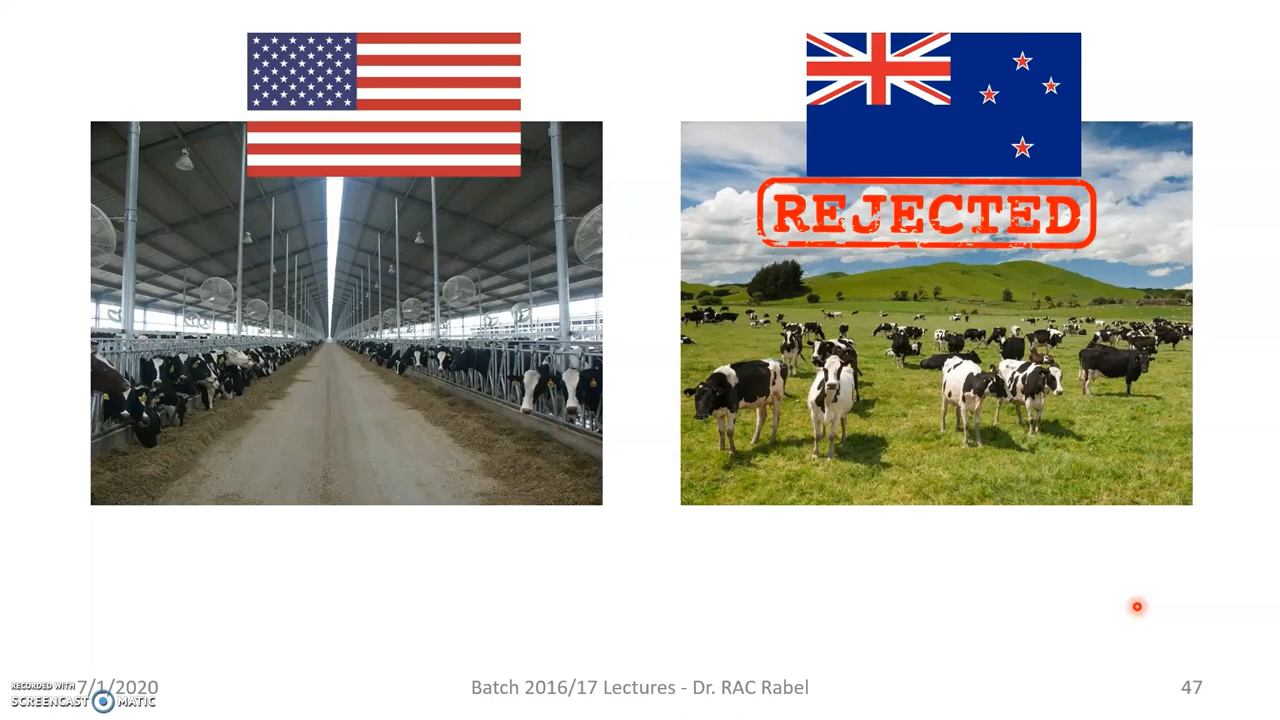 REJECTED
RECORDED WITH
SCREENCAST MATIC
7/1/2020
Batch 2016/17 Lectures - Dr. RAC Rabel
47